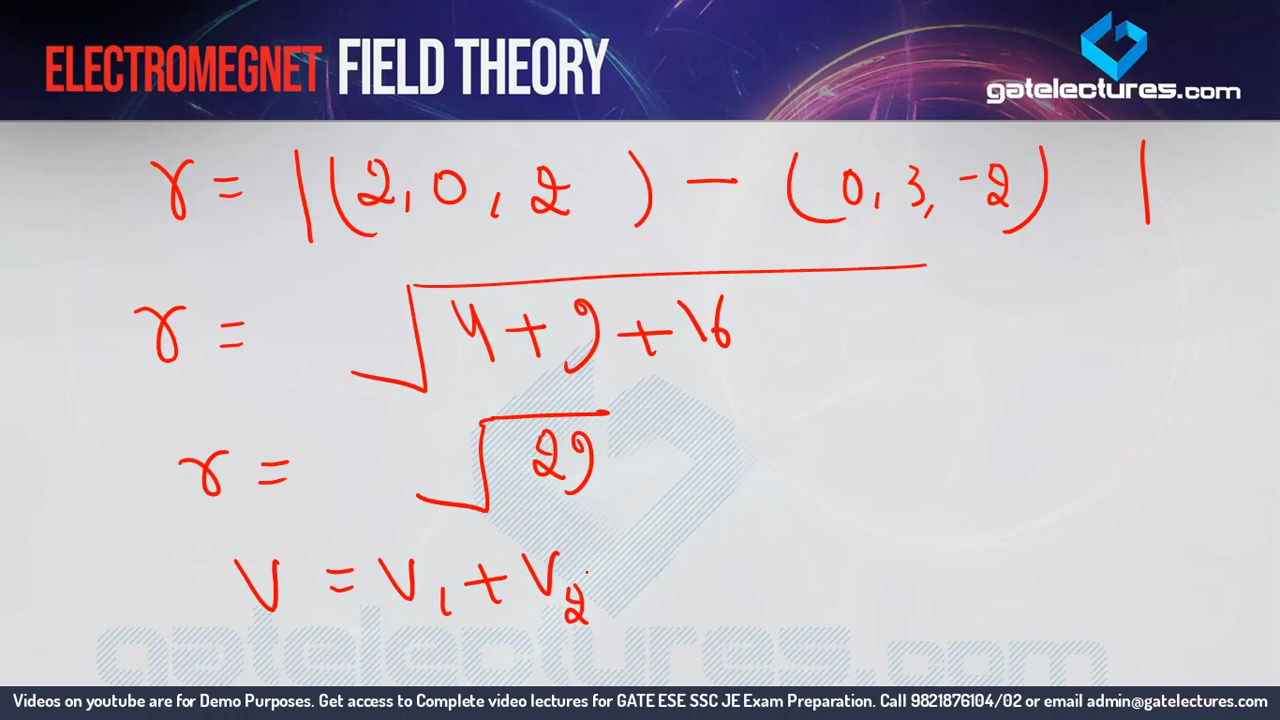 ELECTROMEGNET FIELD THEORY
gatelectures.com
r = |(2, 0, 2) - (0, 3, -2)|
r = √4+9+16
r = √29
V = V₁ + V₂
gatelectures.com
Videos on youtube are for Demo Purposes. Get access to Complete video lectures for GATE ESE SSC JE Exam Preparation. Call 9821876104/02 or email admin@gatelectures.com